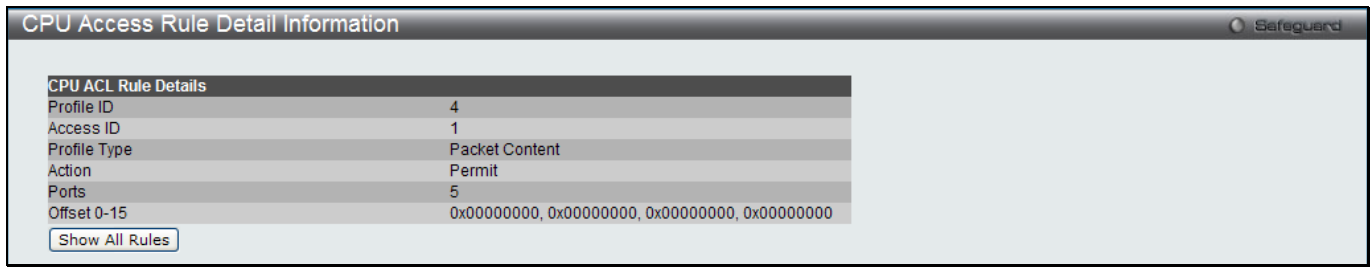 CPU Access Rule Detail Information
Safeguard
CPU ACL Rule Details
Profile ID 4
Access ID 1
Profile Type Packet Content
Action Permit
Ports 5
Offset 0-15 0x00000000, 0x00000000, 0x00000000, 0x00000000
Show All Rules